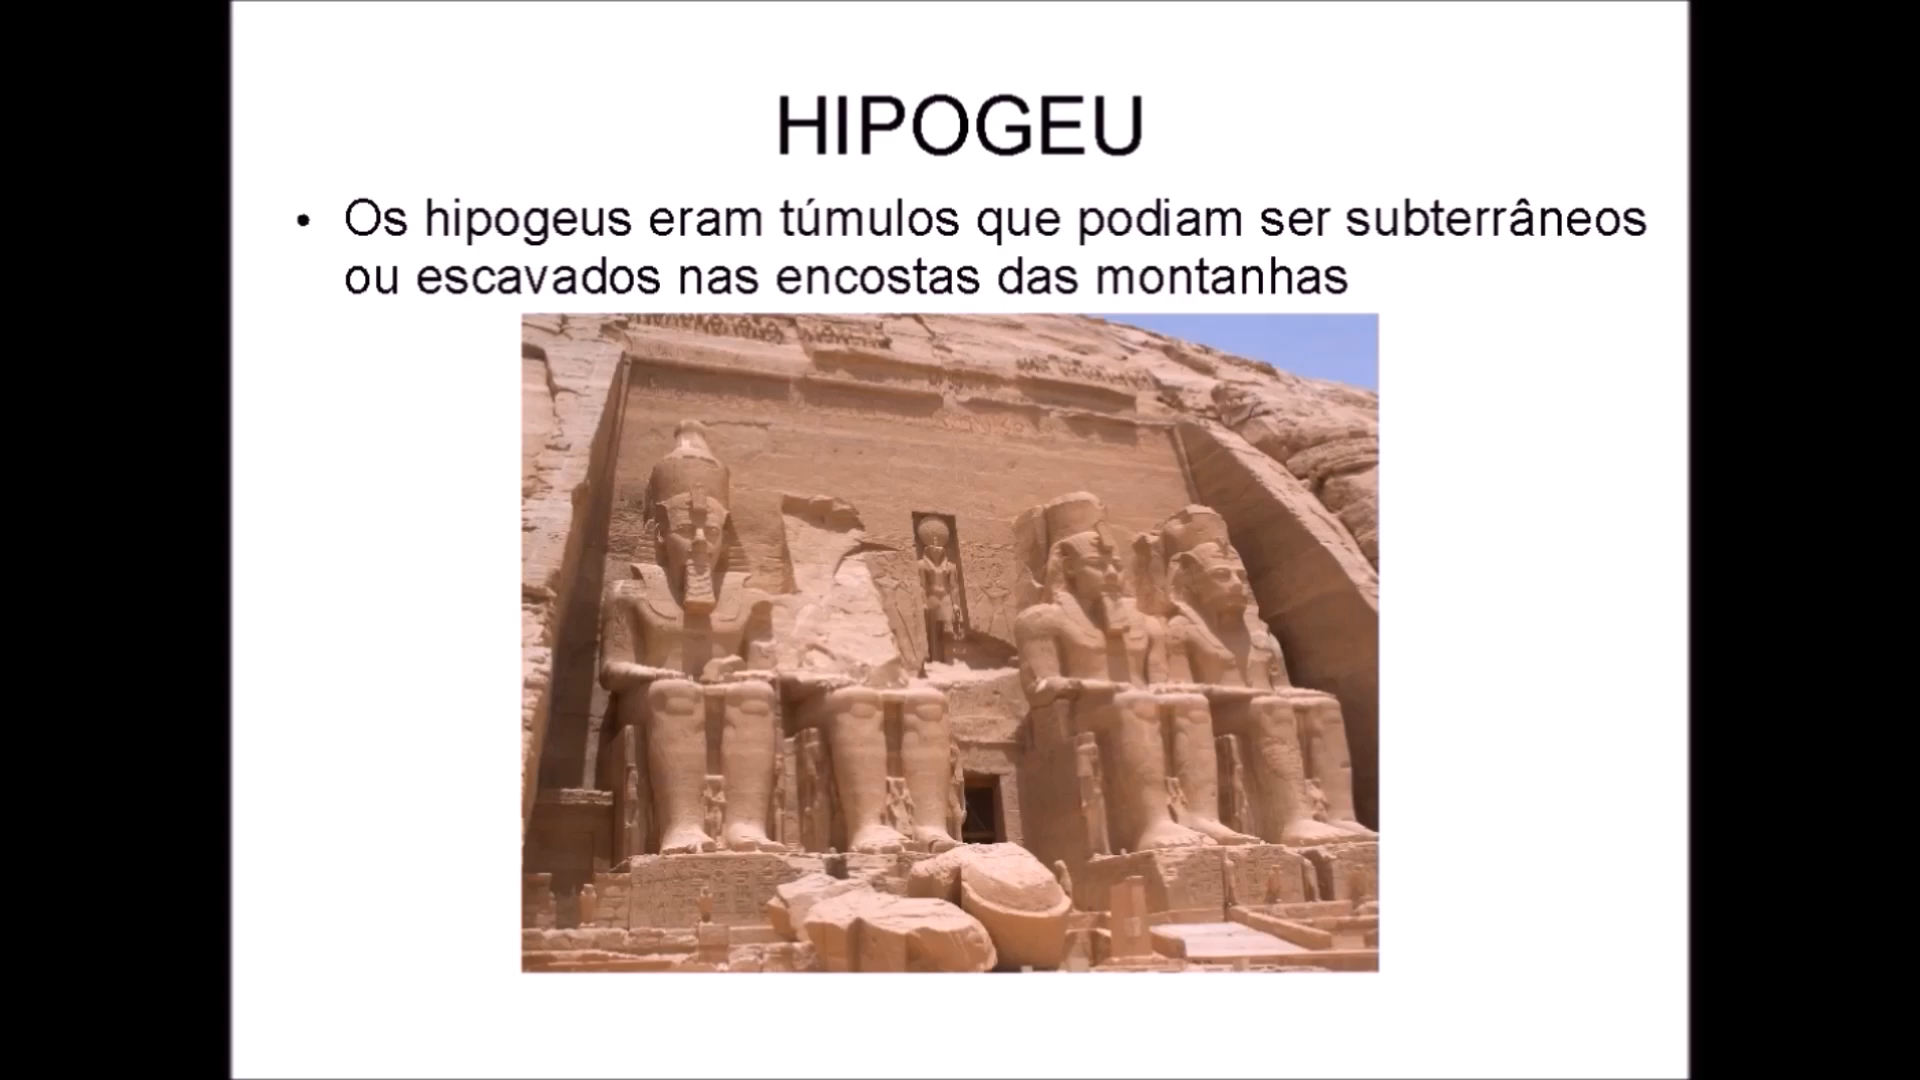 HIPOGEU
• Os hipogeus eram túmulos que podiam ser subterrâneos
ou escavados nas encostas das montanhas